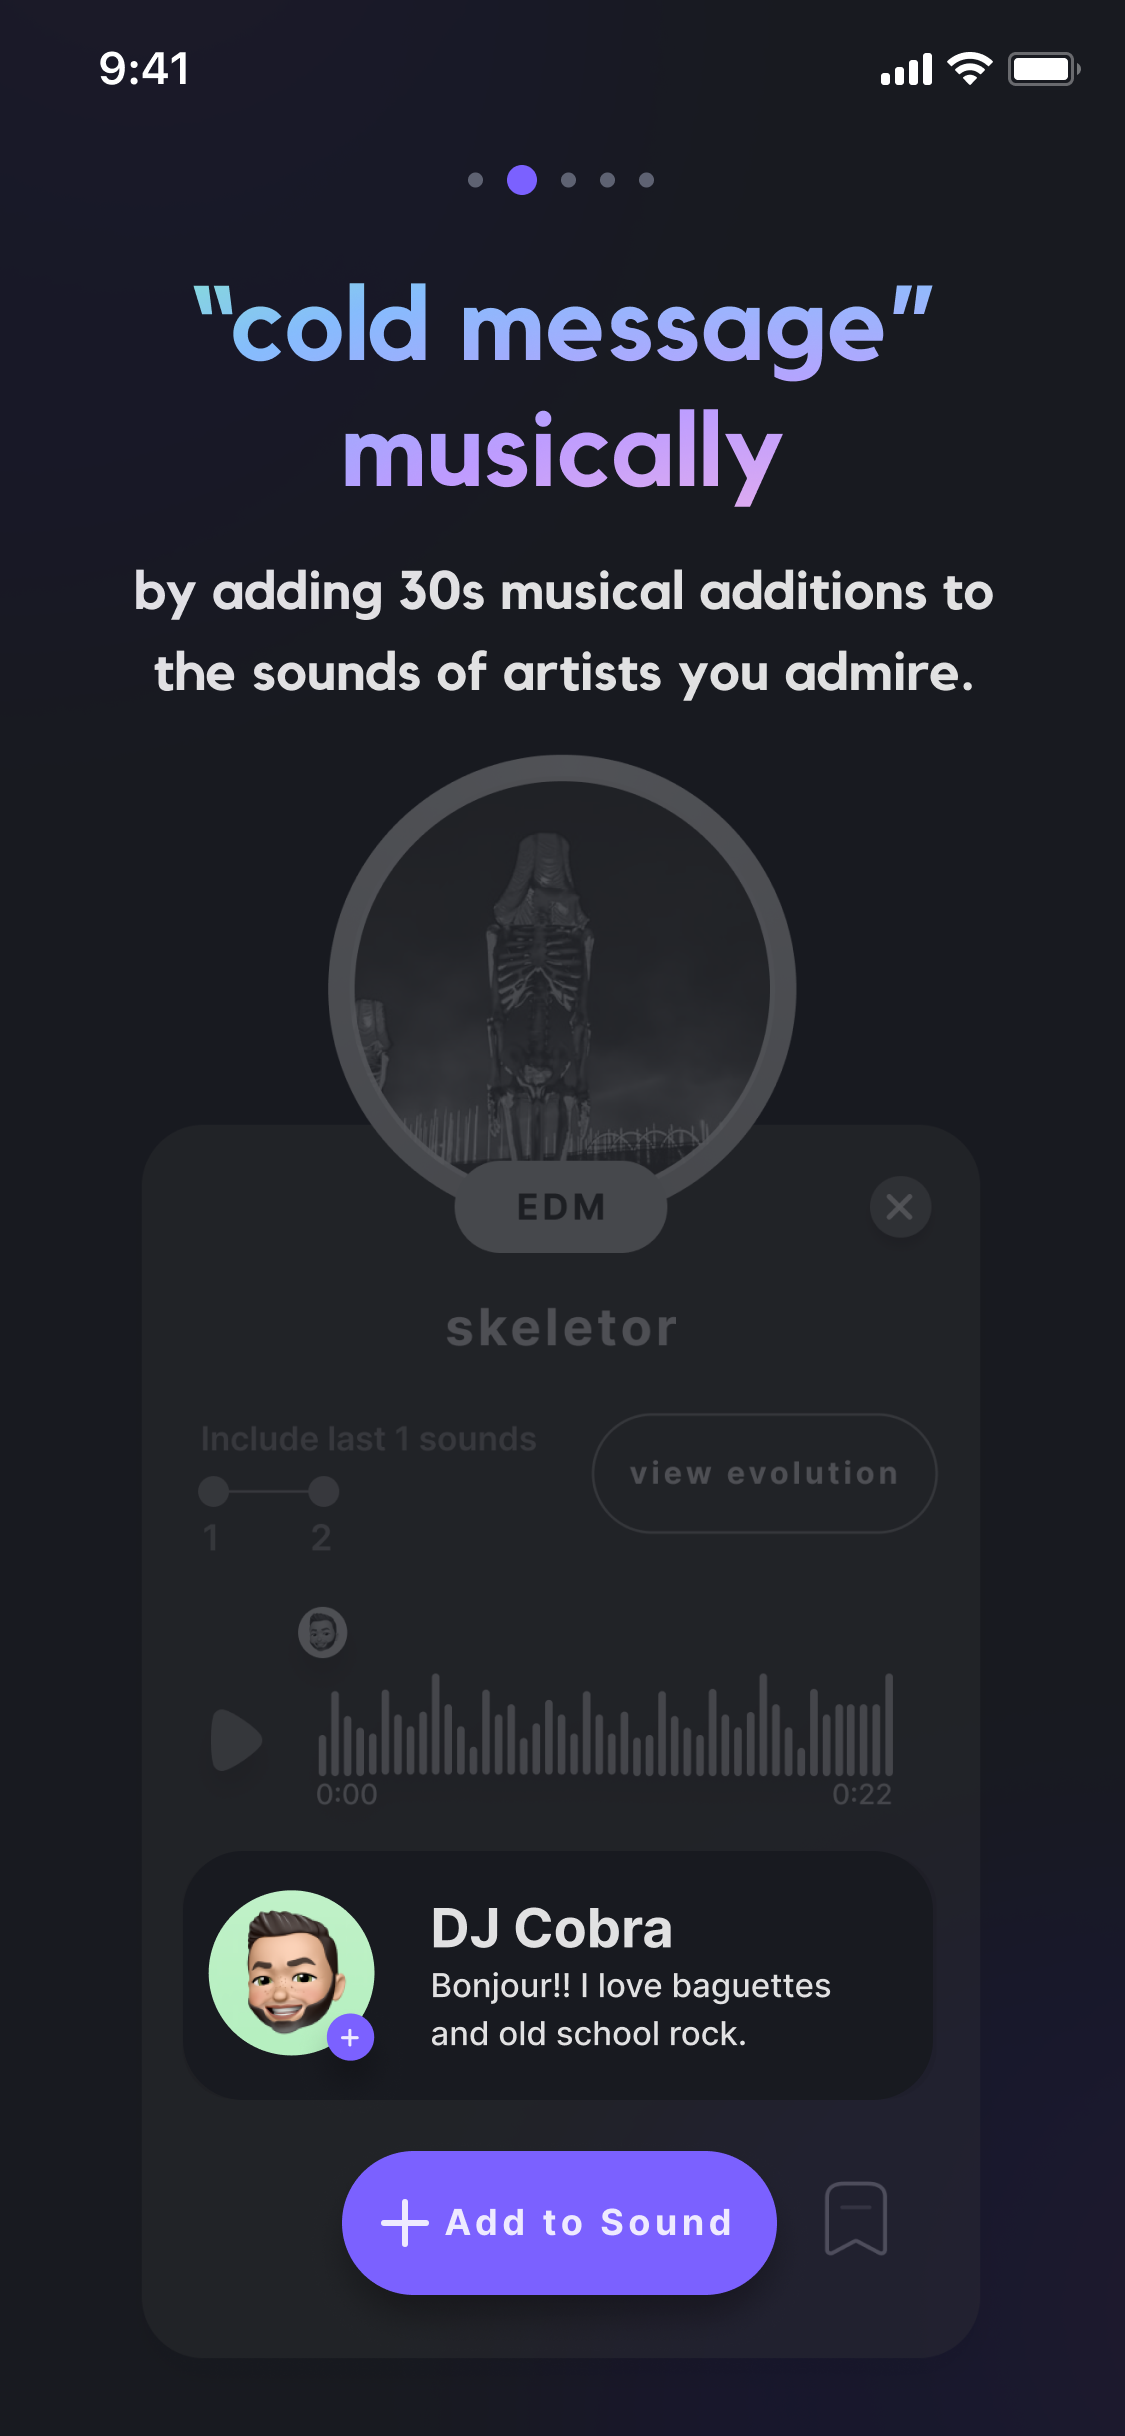 9:41
“cold message”
musically
by adding 30s musical additions to
the sounds of artists you admire.
EDM
skeletor
Include last 1 sounds
view evolution
1 2
0:00 0:22
DJ Cobra
Bonjour!! I love baguettes
and old school rock.
Add to Sound